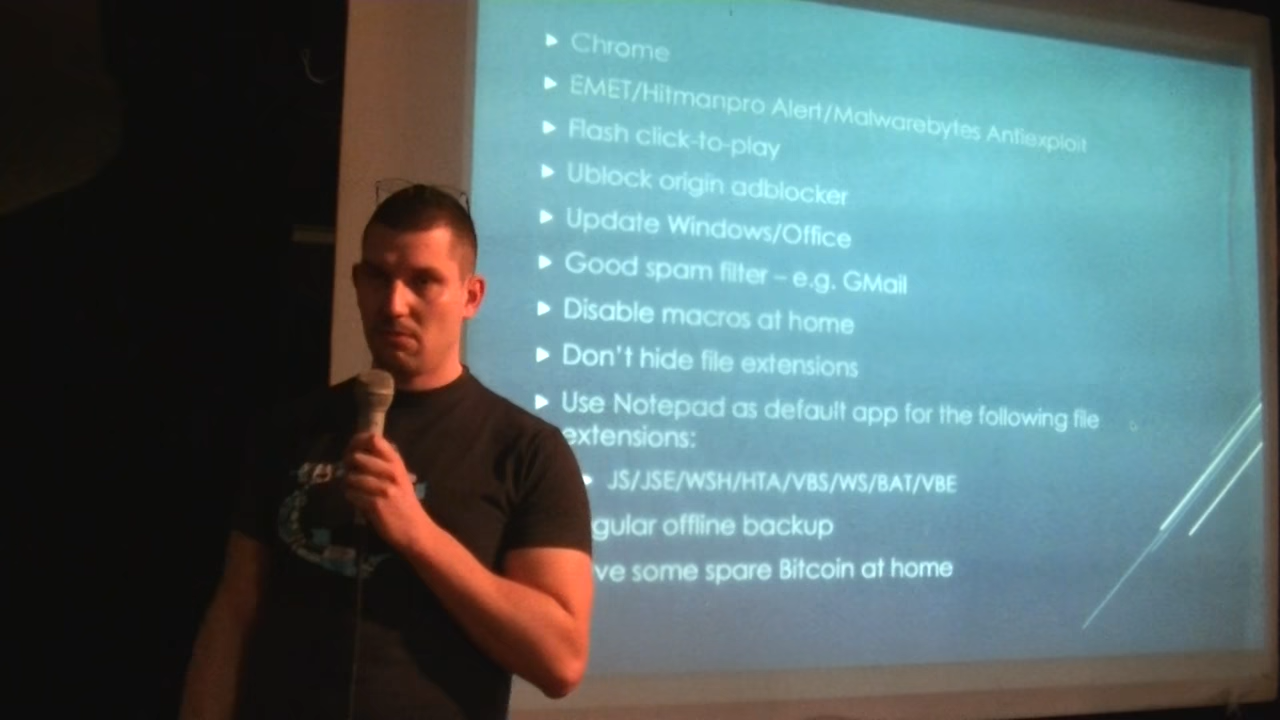 Chrome
EMET/Hitmanpro Alert/Malwarebytes Antiexploit
Flash click-to-play
Ublock origin adblocker
Update Windows/Office
Good spam filter – e.g. GMail
Disable macros at home
Don't hide file extensions
Use Notepad as default app for the following file
extensions:
JS/JSE/WSH/HTA/VBS/WS/BAT/VBE
gular offline backup
ve some spare Bitcoin at home